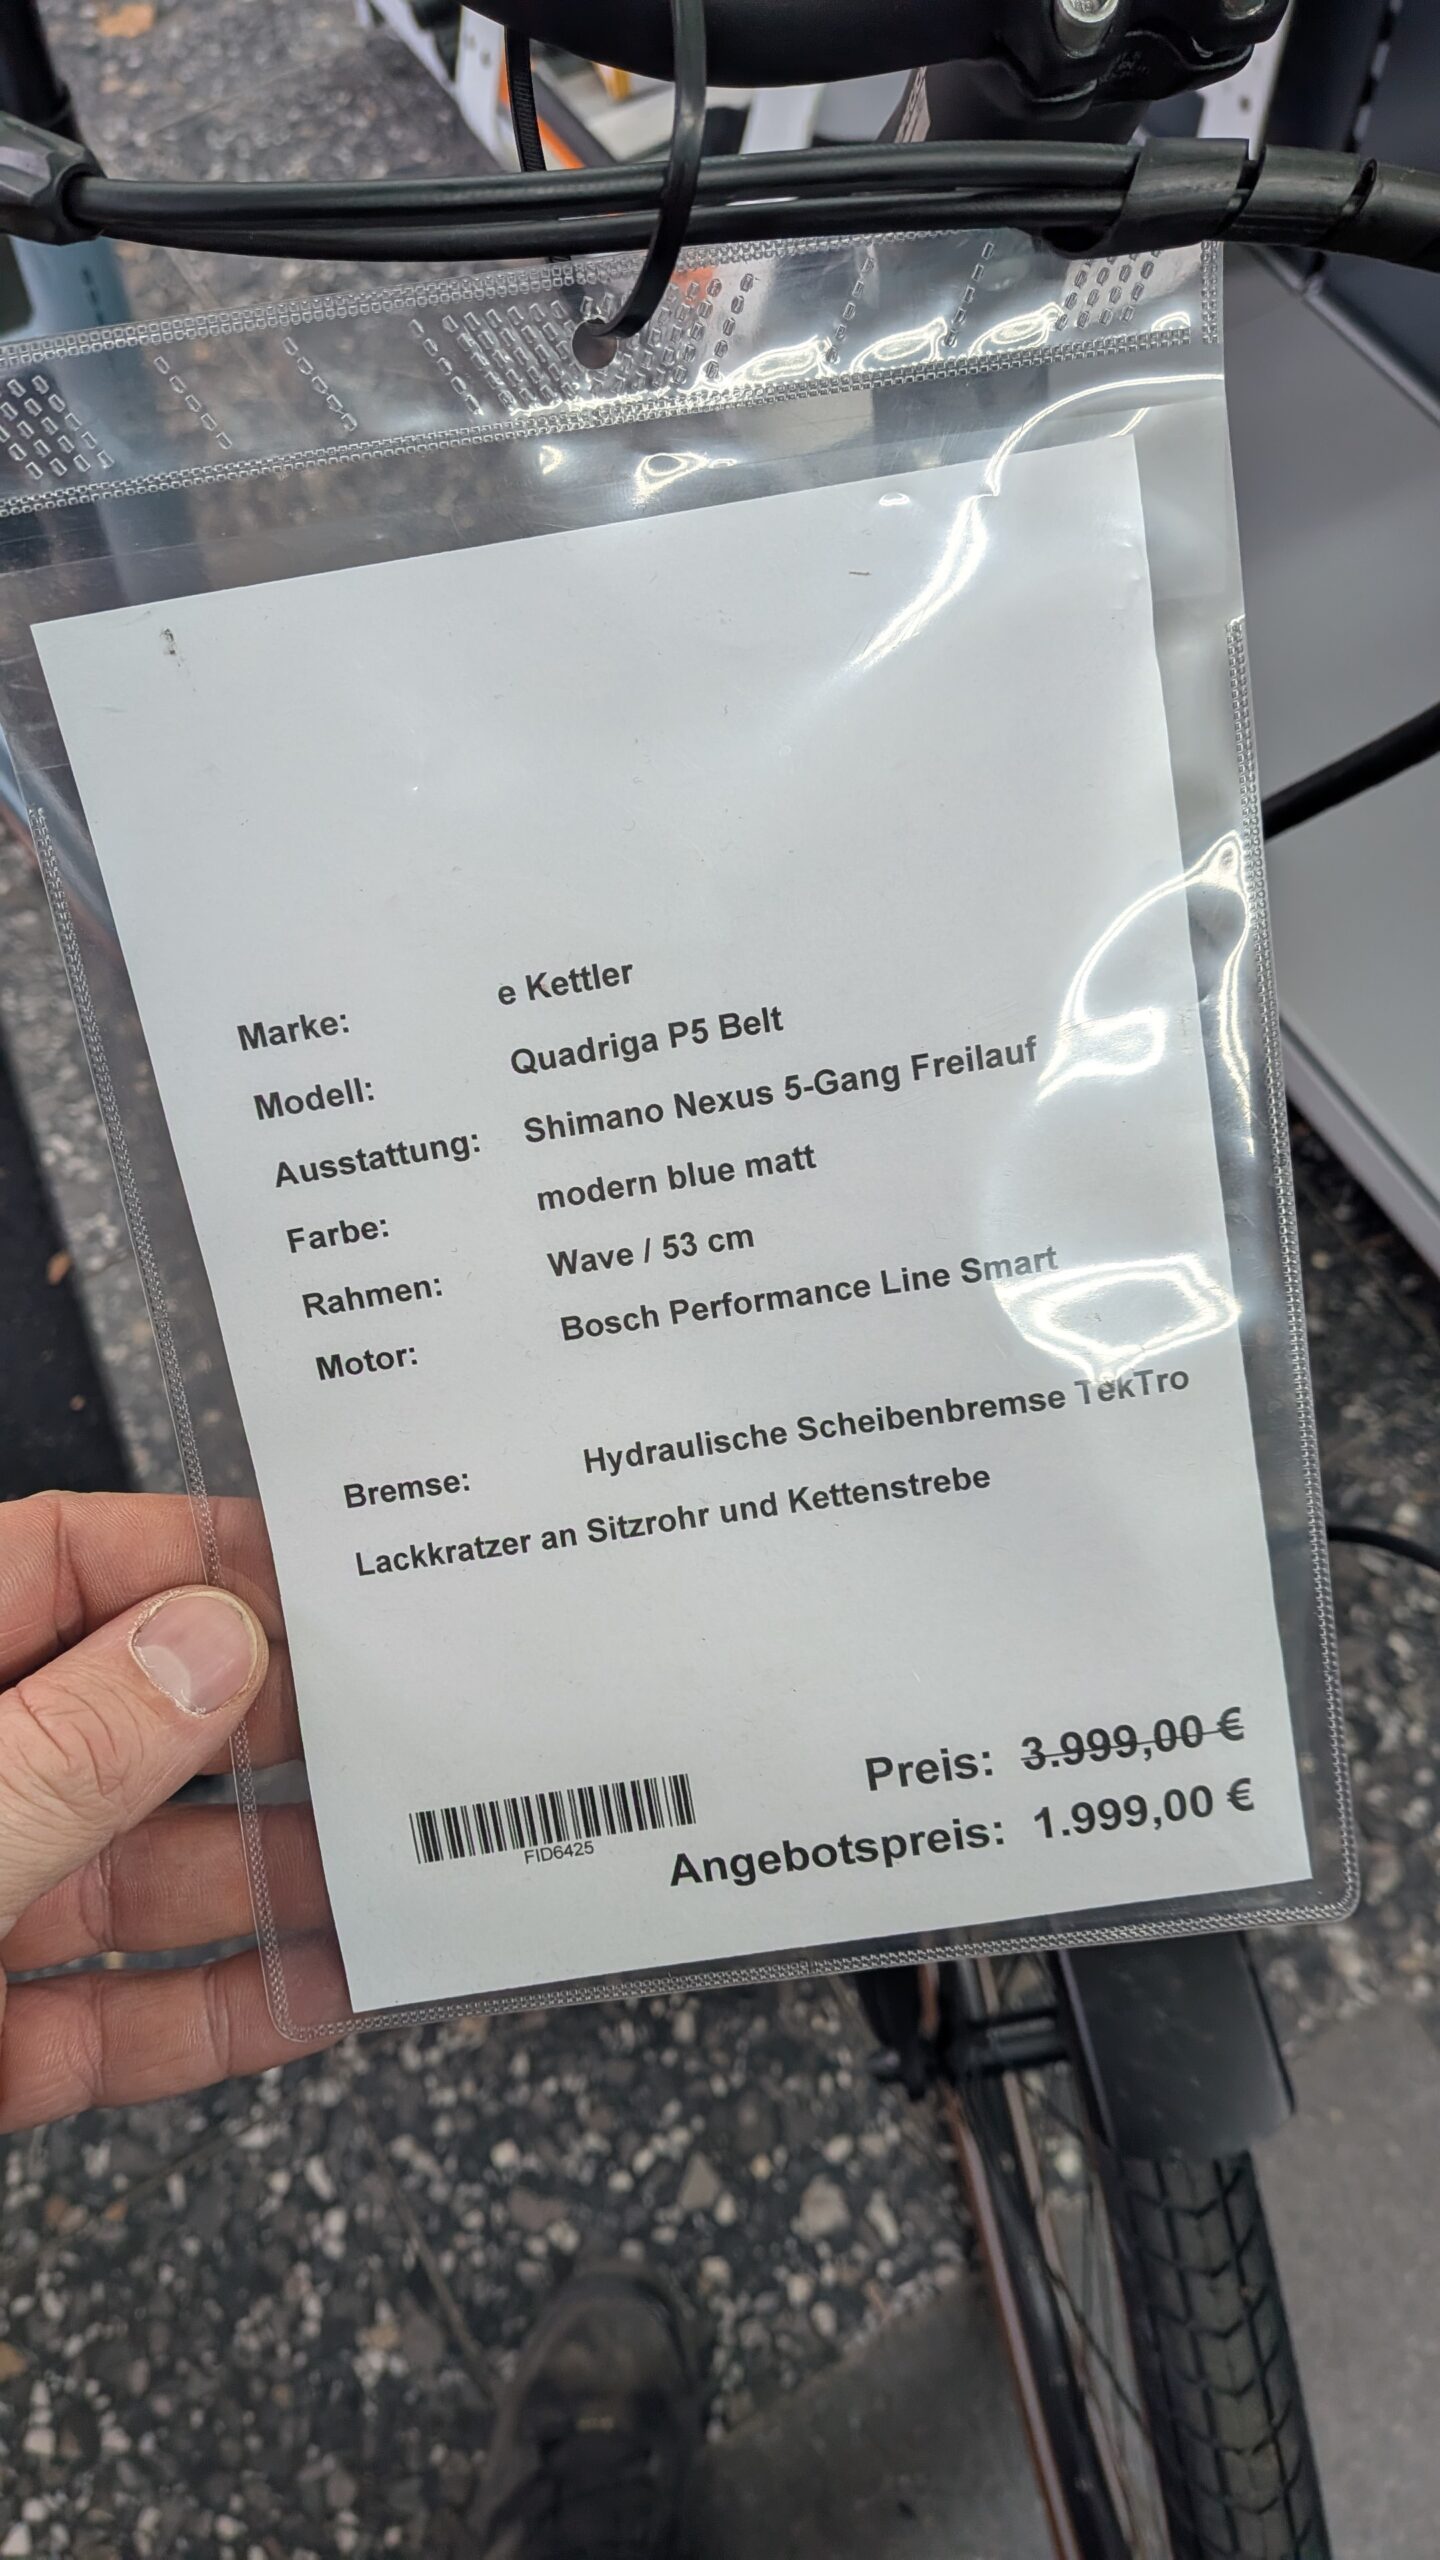 Marke: e Kettler
Modell: Quadriga P5 Belt
Ausstattung: Shimano Nexus 5-Gang Freilauf
Farbe: modern blue matt
Rahmen: Wave / 53 cm
Motor: Bosch Performance Line Smart
Bremse: Hydraulische Scheibenbremse TekTro
Lackkratzer an Sitzrohr und Kettenstrebe
Preis: 3.999,00 €
Angebotspreis: 1.999,00 €
FID6425